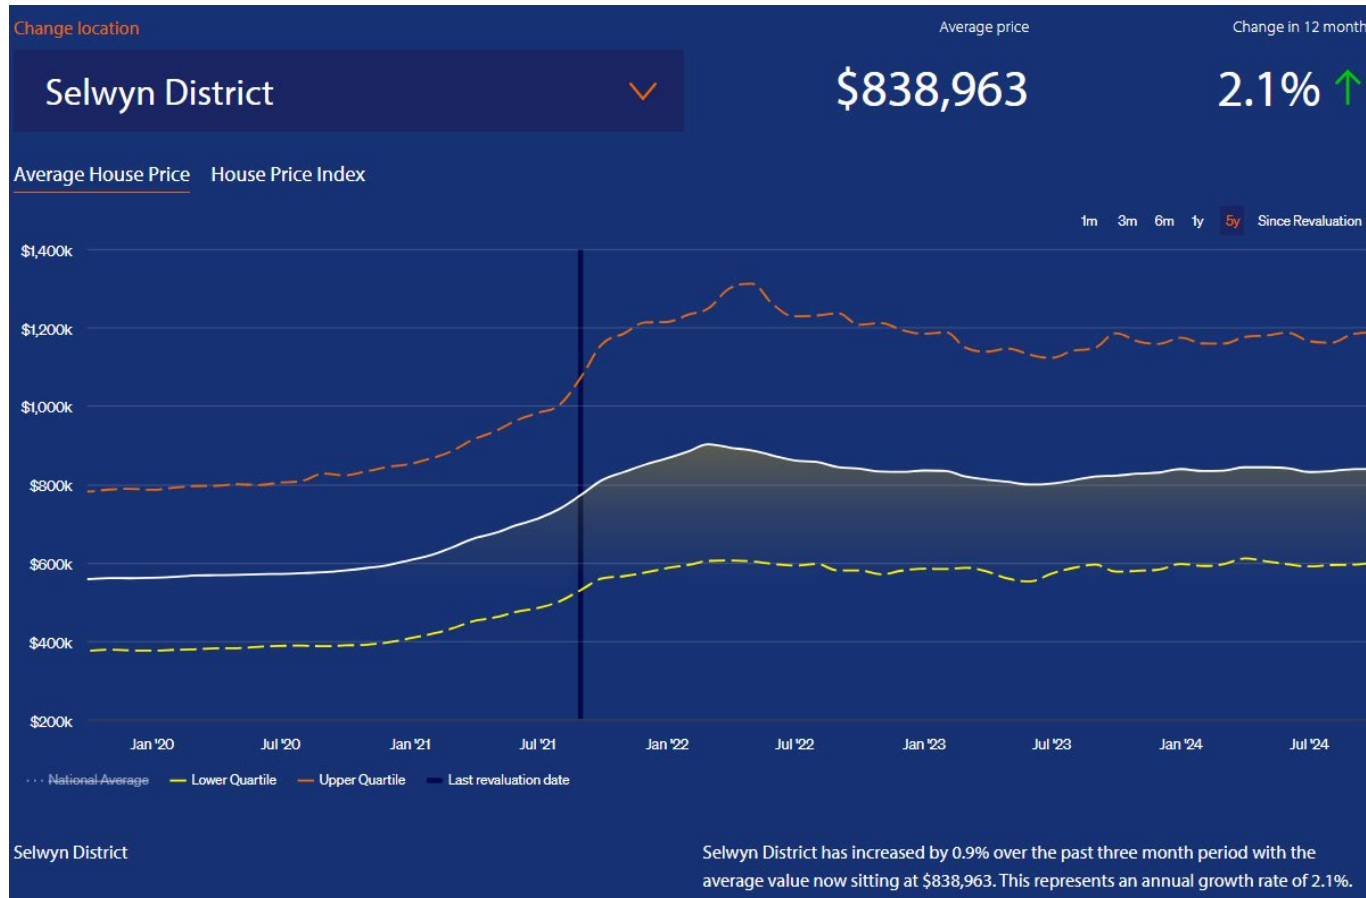 Change location
Average price
Change in 12 month
Selwyn District
$838,963
2.1%
Average House Price House Price Index
1m 3m 6m 1y 5y Since Revaluation
$1,400k
$1,200k
$1,000k
$800k
$600k
$400k
$200k
Jan '20 Jul '20 Jan '21 Jul '21 Jan '22 Jul '22 Jan '23 Jul '23 Jan '24 Jul '24
National Average Lower Quartile Upper Quartile Last revaluation date
Selwyn District
Selwyn District has increased by 0.9% over the past three month period with the
average value now sitting at $838,963. This represents an annual growth rate of 2.1%.